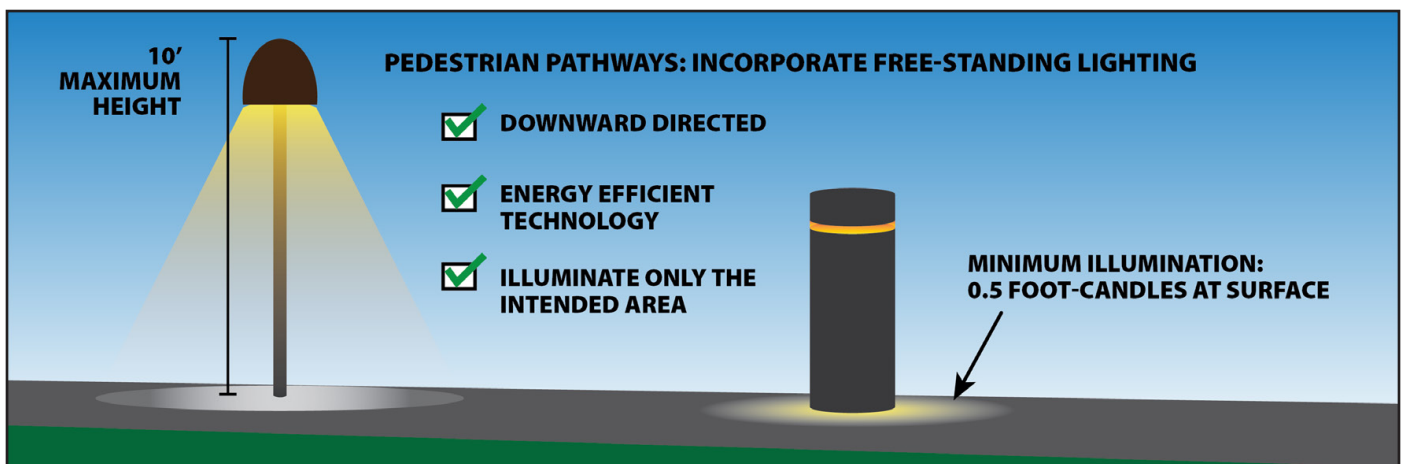 10’
MAXIMUM
HEIGHT
PEDESTRIAN PATHWAYS: INCORPORATE FREE-STANDING LIGHTING
DOWNWARD DIRECTED
ENERGY EFFICIENT
TECHNOLOGY
ILLUMINATE ONLY THE
INTENDED AREA
MINIMUM ILLUMINATION:
0.5 FOOT-CANDLES AT SURFACE